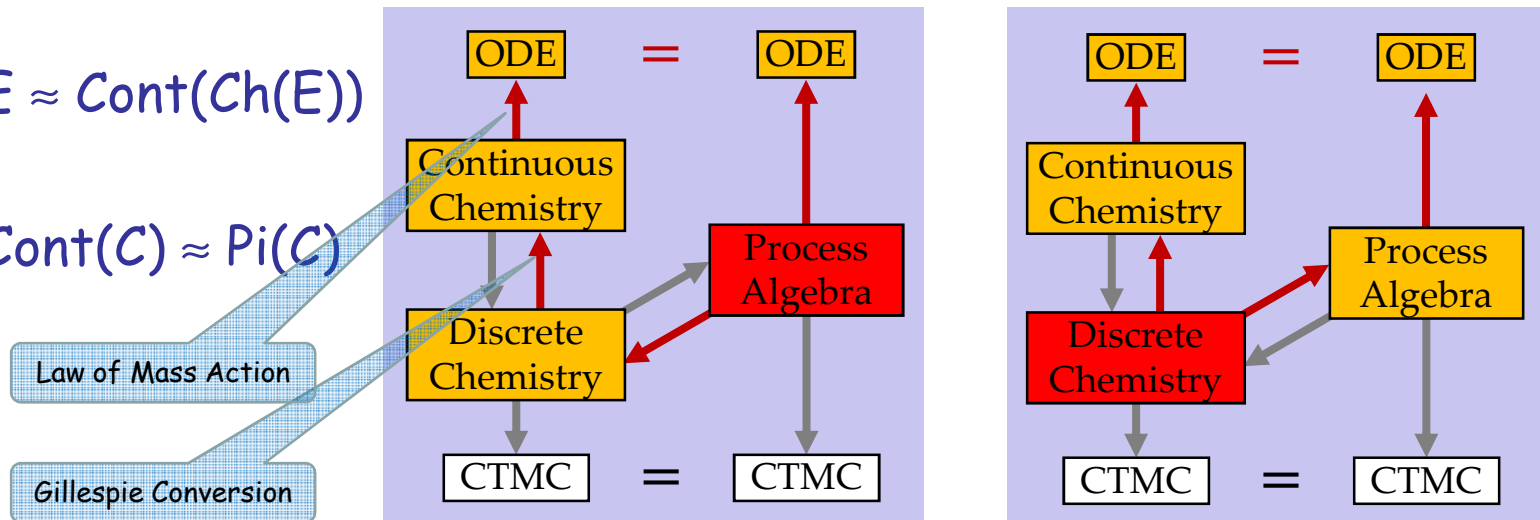 E ≈ Cont(Ch(E))
Cont(C) ≈ Pi(C)
Law of Mass Action
Gillespie Conversion
ODE = ODE
Continuous
Chemistry
Process
Algebra
Discrete
Chemistry
CTMC = CTMC
ODE = ODE
Continuous
Chemistry
Process
Algebra
Discrete
Chemistry
CTMC = CTMC